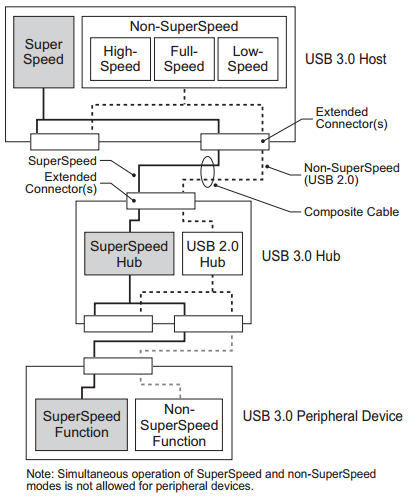 Non-SuperSpeed
Super
Speed
High-
Speed
Full-
Speed
Low-
Speed
USB 3.0 Host
Extended
Connector(s)
SuperSpeed
Extended
Connector(s)
Non-SuperSpeed
(USB 2.0)
Composite Cable
SuperSpeed
Hub
USB 2.0
Hub
USB 3.0 Hub
SuperSpeed
Function
Non-
SuperSpeed
Function
USB 3.0 Peripheral Device
Note: Simultaneous operation of SuperSpeed and non-SuperSpeed
modes is not allowed for peripheral devices.